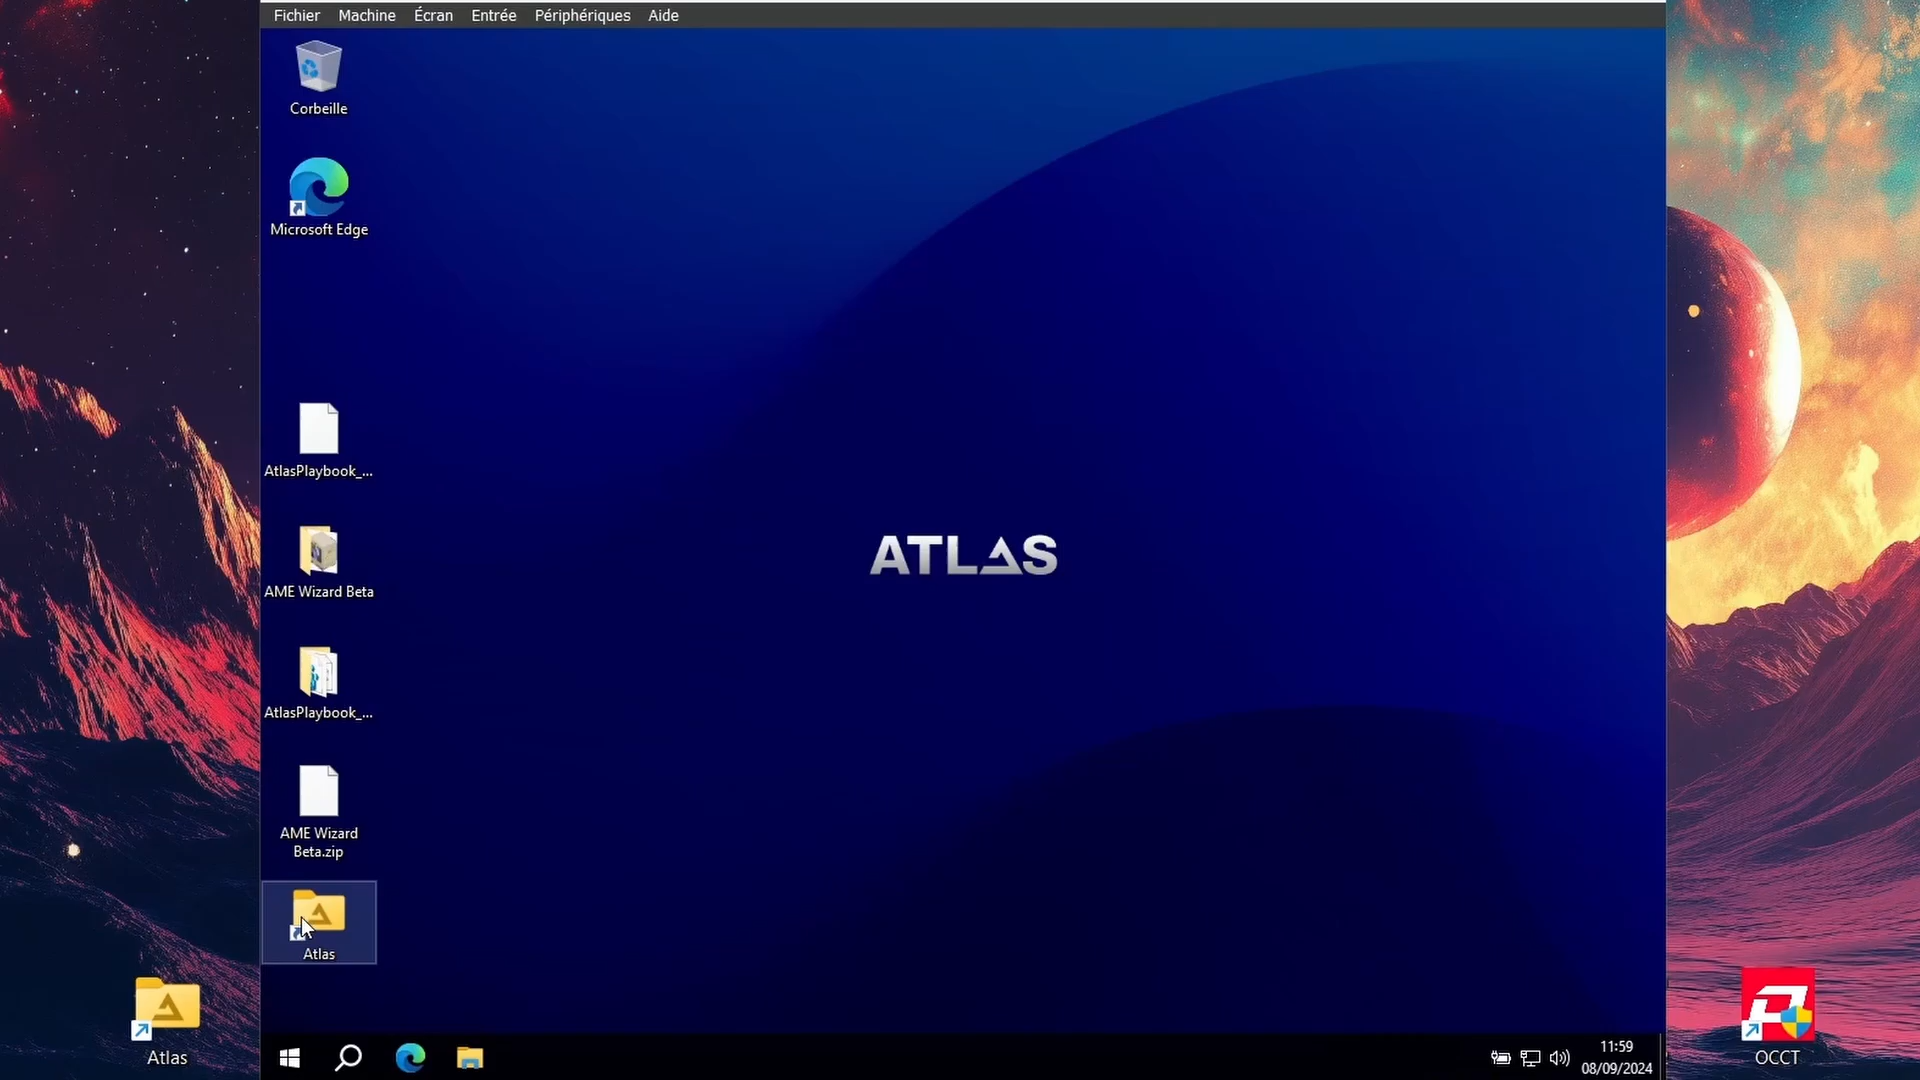 Fichier Machine Écran Entrée Périphériques Aide
Corbeille
Microsoft Edge
AtlasPlaybook_...
AME Wizard Beta
AtlasPlaybook_...
AME Wizard
Beta.zip
Atlas
ATLAS
Atlas
OCCT
11:59
08/09/2024